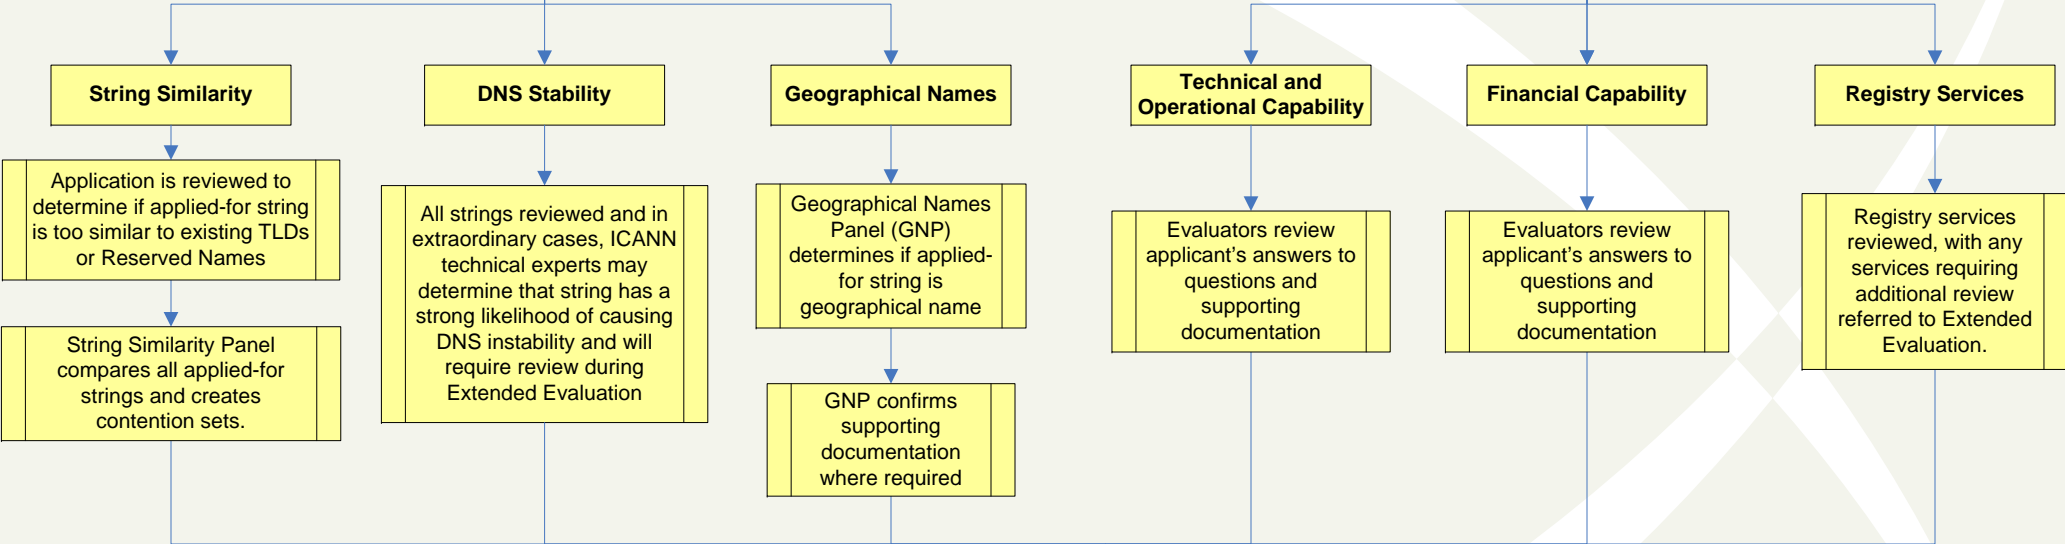 String Similarity
DNS Stability
Geographical Names
Technical and
Operational Capability
Financial Capability
Registry Services
Application is reviewed to
determine if applied-for string
is too similar to existing TLDs
or Reserved Names
String Similarity Panel
compares all applied-for
strings and creates
contention sets.
All strings reviewed and in
extraordinary cases, ICANN
technical experts may
determine that string has a
strong likelihood of causing
DNS instability and will
require review during
Extended Evaluation
Geographical Names
Panel (GNP)
determines if applied-
for string is
geographical name
GNP confirms
supporting
documentation
where required
Evaluators review
applicant’s answers to
questions and
supporting
documentation
Evaluators review
applicant’s answers to
questions and
supporting
documentation
Registry services
reviewed, with any
services requiring
additional review
referred to Extended
Evaluation.